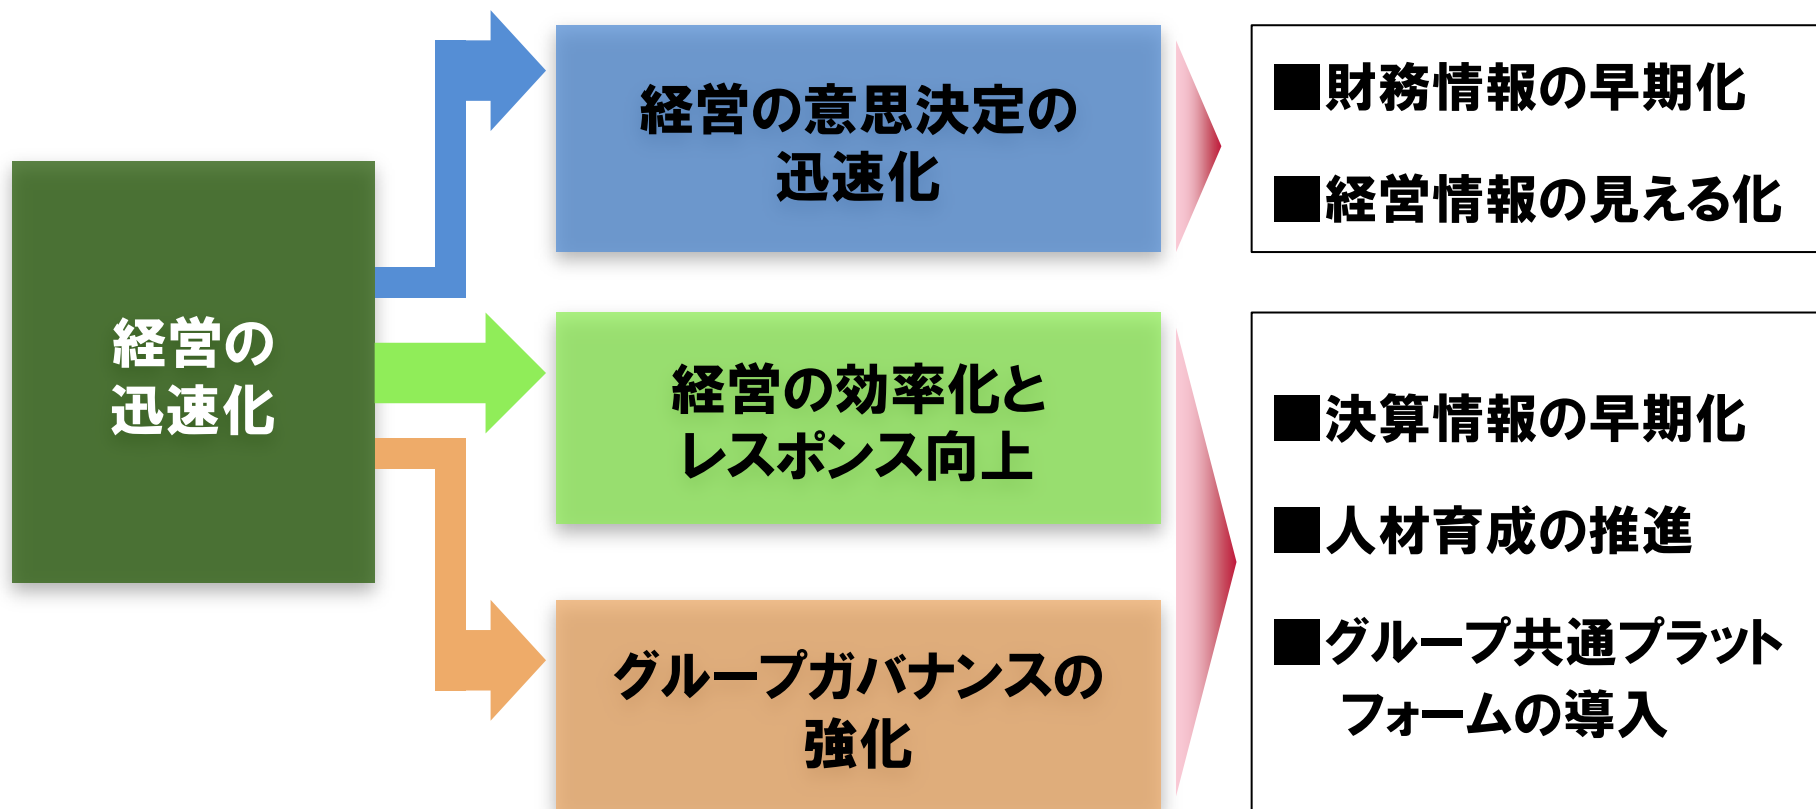 経営の
迅速化
経営の意思決定の
迅速化
■財務情報の早期化
■経営情報の見える化
経営の効率化と
レスポンス向上
グループガバナンスの
強化
■決算情報の早期化
■人材育成の推進
■グループ共通プラット
フォームの導入